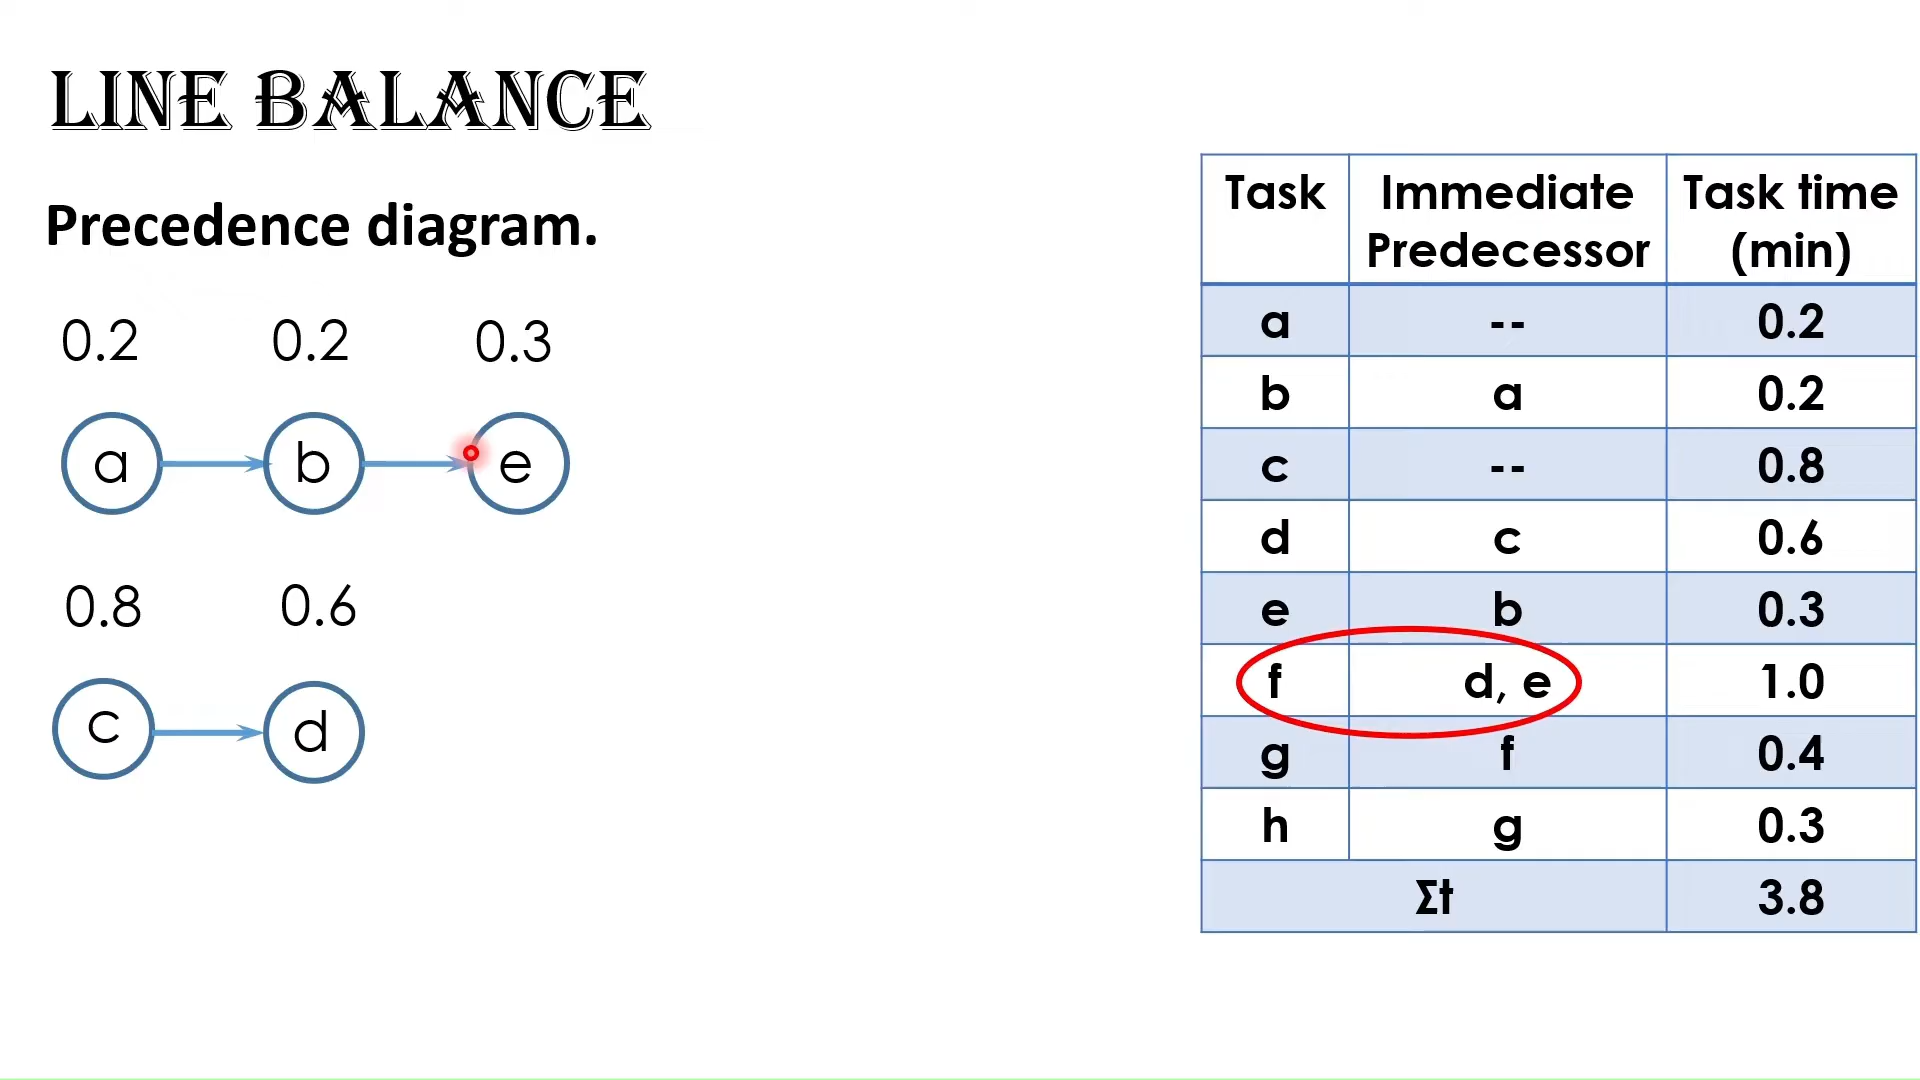 LINE BALANCE
Precedence diagram.
0.2 0.2 0.3
a b e
0.8 0.6
c d
Task Immediate Predecessor Task time (min)
a -- 0.2
b a 0.2
c -- 0.8
d c 0.6
e b 0.3
f d, e 1.0
g f 0.4
h g 0.3
Σt 3.8